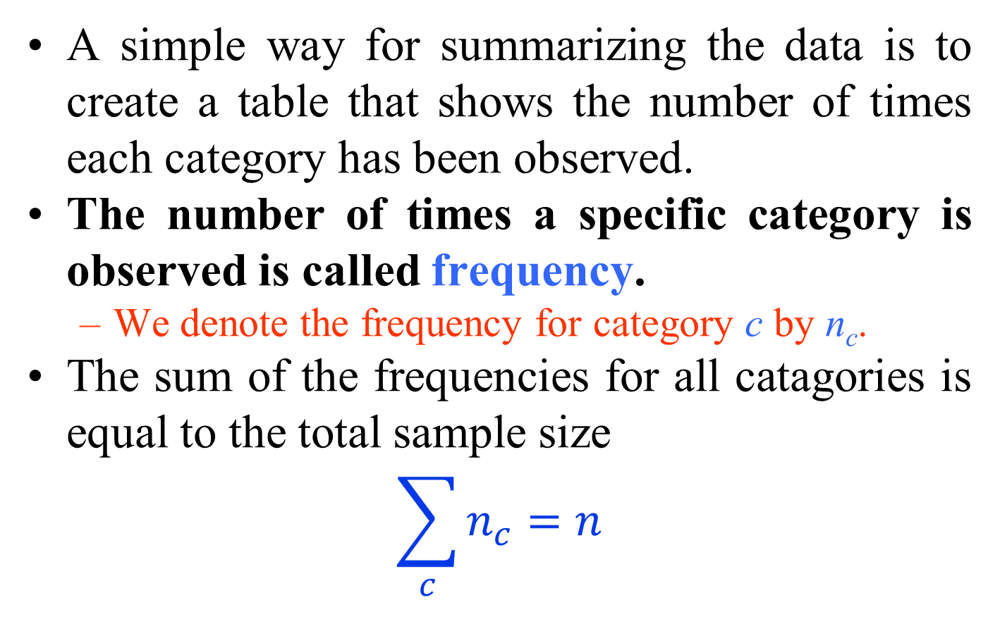 • A simple way for summarizing the data is to
create a table that shows the number of times
each category has been observed.
• The number of times a specific category is
observed is called frequency.
– We denote the frequency for category c by n_c.
• The sum of the frequencies for all catagories is
equal to the total sample size
∑_c n_c = n